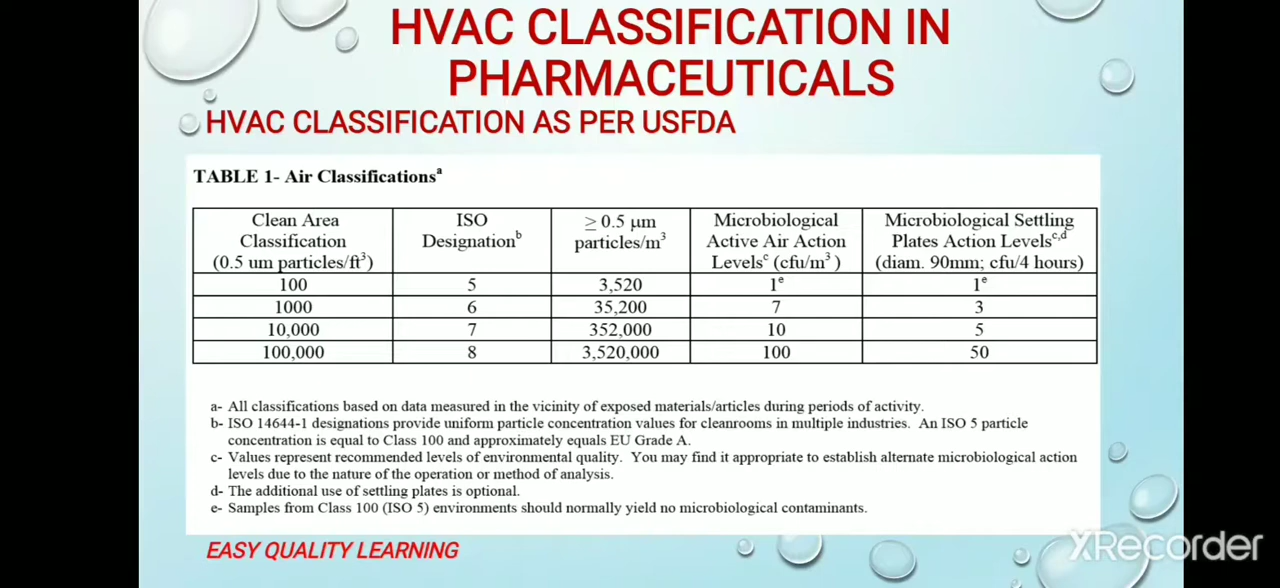 HVAC CLASSIFICATION IN
PHARMACEUTICALS
HVAC CLASSIFICATION AS PER USFDA
TABLE 1- Air Classificationsᵃ
Clean Area Classification (0.5 um particles/ft³) | ISO Designationᵇ | ≥ 0.5 µm particles/m³ | Microbiological Active Air Action Levelsᶜ (cfu/m³ ) | Microbiological Settling Plates Action Levelsᶜ,ᵈ (diam. 90mm; cfu/4 hours)
100 | 5 | 3,520 | 1ᵉ | 1ᵉ
1000 | 6 | 35,200 | 7 | 3
10,000 | 7 | 352,000 | 10 | 5
100,000 | 8 | 3,520,000 | 100 | 50
a- All classifications based on data measured in the vicinity of exposed materials/articles during periods of activity.
b- ISO 14644-1 designations provide uniform particle concentration values for cleanrooms in multiple industries. An ISO 5 particle
concentration is equal to Class 100 and approximately equals EU Grade A.
c- Values represent recommended levels of environmental quality. You may find it appropriate to establish alternate microbiological action
levels due to the nature of the operation or method of analysis.
d- The additional use of settling plates is optional.
e- Samples from Class 100 (ISO 5) environments should normally yield no microbiological contaminants.
EASY QUALITY LEARNING
XRecorder